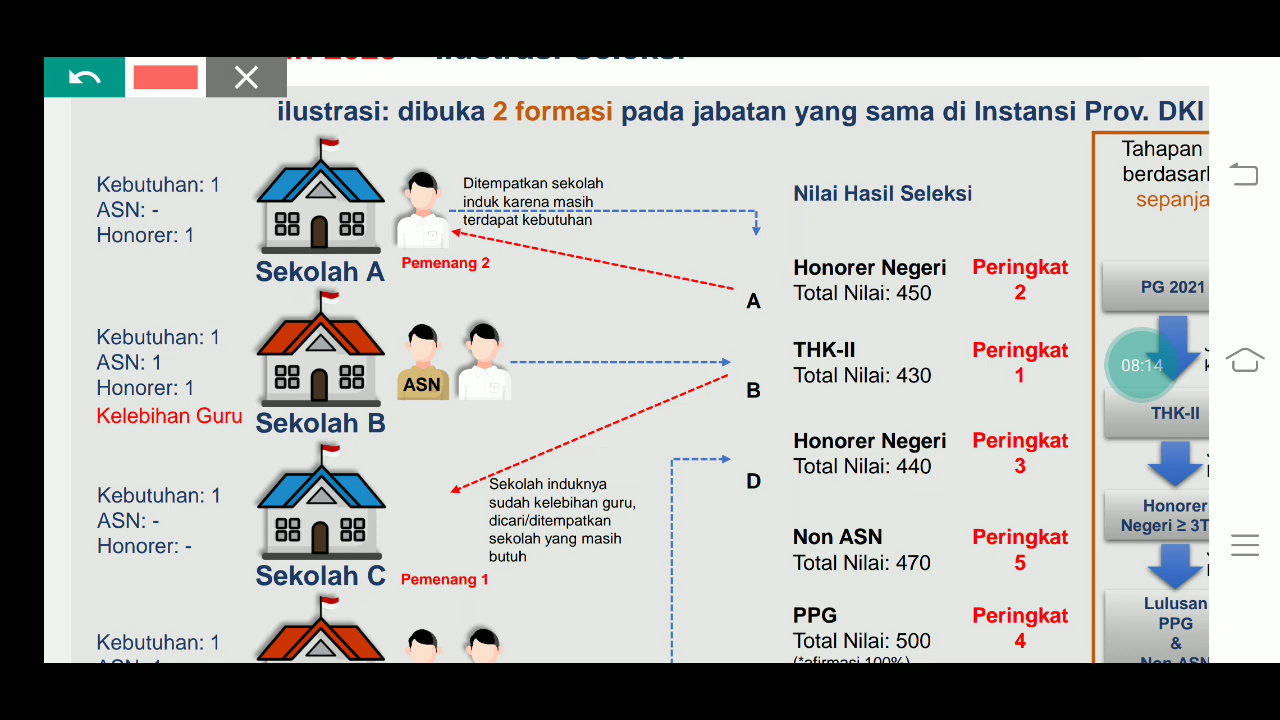 ilustrasi: dibuka 2 formasi pada jabatan yang sama di Instansi Prov. DKI
Kebutuhan: 1
ASN: -
Honorer: 1
Sekolah A
Ditempatkan sekolah
induk karena masih
terdapat kebutuhan
Pemenang 2
Kebutuhan: 1
ASN: 1
Honorer: 1
Kelebihan Guru
Sekolah B
ASN
Kebutuhan: 1
ASN: -
Honorer: -
Sekolah C
Sekolah induknya
sudah kelebihan guru,
dicari/ditempatkan
sekolah yang masih
butuh
Pemenang 1
Kebutuhan: 1
Nilai Hasil Seleksi
A
Honorer Negeri
Total Nilai: 450
Peringkat
2
B
THK-II
Total Nilai: 430
Peringkat
1
D
Honorer Negeri
Total Nilai: 440
Peringkat
3
Non ASN
Total Nilai: 470
Peringkat
5
PPG
Total Nilai: 500
(*afirmasi 100%)
Peringkat
4
Tahapan
PG 2021
08:14
THK-II
Honorer
Negeri ≥ 3T
Lulusan
PPG
&
Non ASN